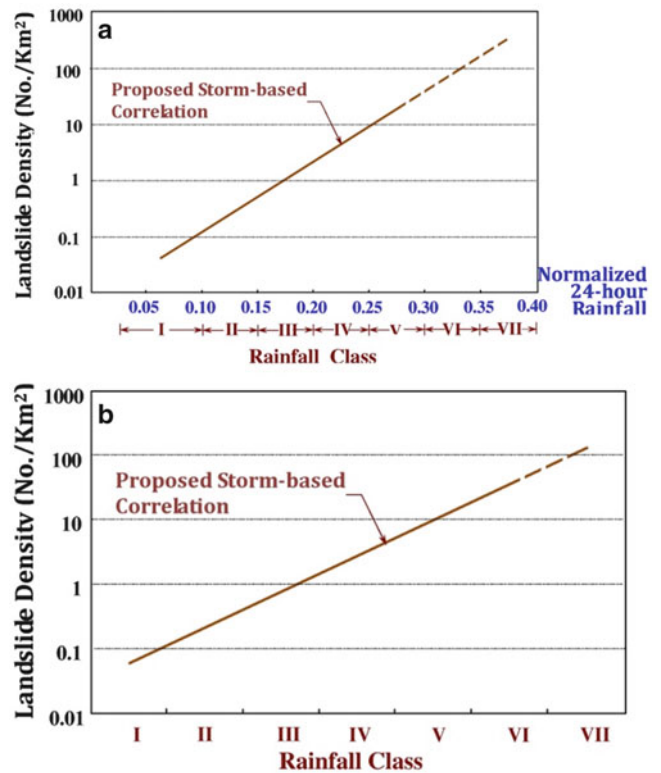 a
Landslide Density (No./Km²)
1000
100
10
1
0.1
0.01
Proposed Storm-based
Correlation
0.05 0.10 0.15 0.20 0.25 0.30 0.35 0.40
Normalized
24-hour
Rainfall
I II III IV V VI VII
Rainfall Class
b
Landslide Density (No./Km²)
1000
100
10
1
0.1
0.01
Proposed Storm-based
Correlation
I II III IV V VI VII
Rainfall Class